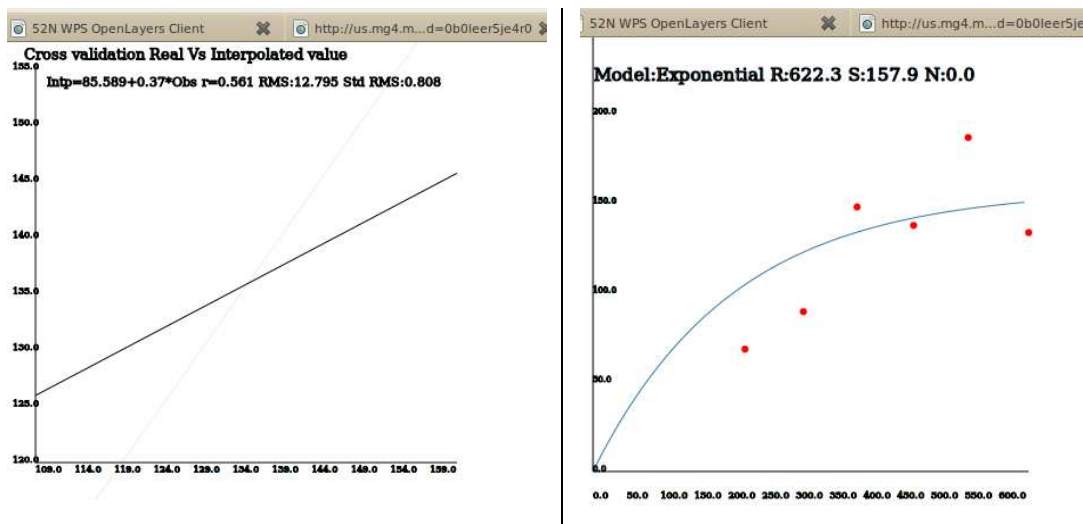 52N WPS OpenLayers Client
http://us.mg4.m...d=0b0leer5je4r0
Cross validation Real Vs Interpolated value
Intp=85.589+0.37*Obs r=0.561 RMS:12.795 Std RMS:0.808
155.0
150.0
145.0
140.0
135.0
130.0
125.0
120.0
109.0 114.0 119.0 124.0 129.0 134.0 139.0 144.0 149.0 154.0 159.0
52N WPS OpenLayers Client
http://us.mg4.m...d=0b0leer5je
Model:Exponential R:622.3 S:157.9 N:0.0
200.0
150.0
100.0
50.0
0.0
0.0 50.0 100.0 150.0 200.0 250.0 300.0 350.0 400.0 450.0 500.0 550.0 600.0